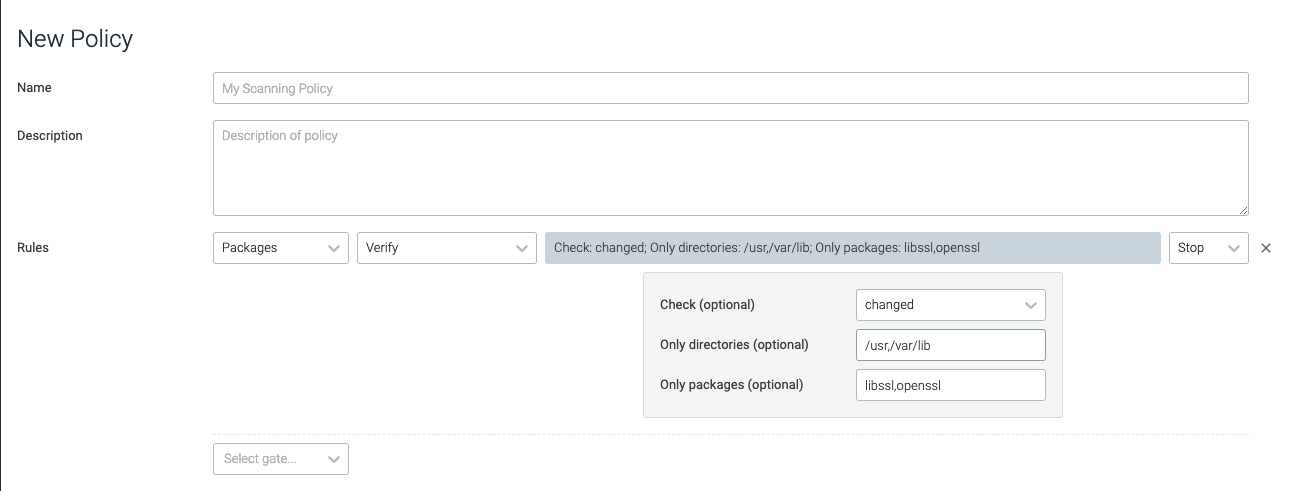 New Policy
Name
My Scanning Policy
Description
Description of policy
Rules
Packages
Verify
Check: changed; Only directories: /usr,/var/lib; Only packages: libssl,openssl
Stop
Check (optional)
changed
Only directories (optional)
/usr,/var/lib
Only packages (optional)
libssl,openssl
Select gate...